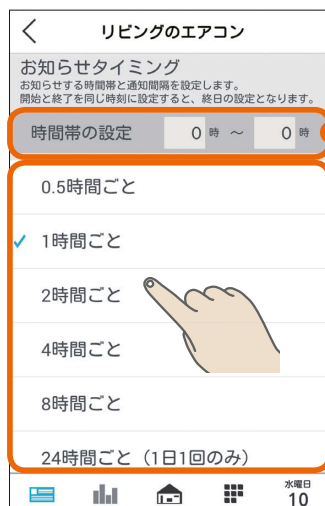 リビングのエアコン
お知らせタイミング
お知らせする時間帯と通知間隔を設定します。
開始と終了を同じ時刻に設定すると、終日の設定となります。
時間帯の設定 0 時 ~ 0 時
0.5時間ごと
1時間ごと
2時間ごと
4時間ごと
8時間ごと
24時間ごと（1日1回のみ）
水曜日
10